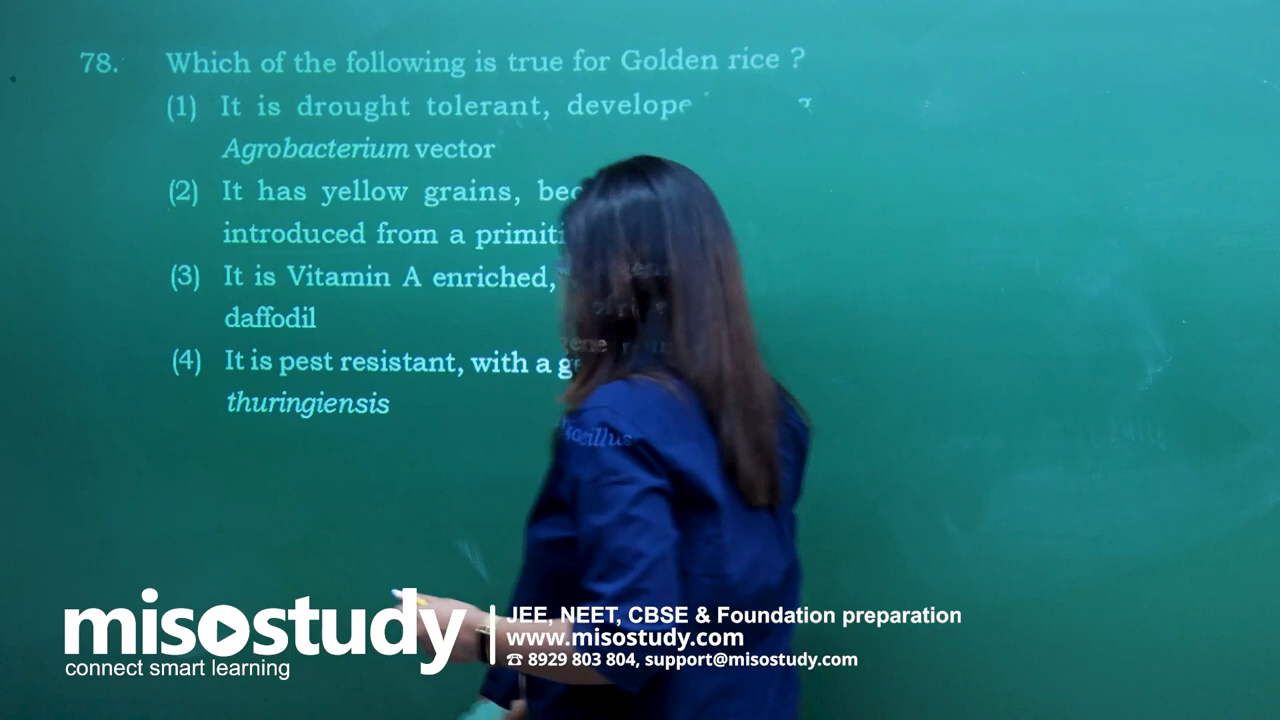 78. Which of the following is true for Golden rice ?
(1) It is drought tolerant, develope
Agrobacterium vector
(2) It has yellow grains, bec
introduced from a primiti
(3) It is Vitamin A enriched,
daffodil
gene
(4) It is pest resistant, with a ge
thuringiensis
misostudy
connect smart learning
JEE, NEET, CBSE & Foundation preparation
www.misostudy.com
☎ 8929 803 804, support@misostudy.com